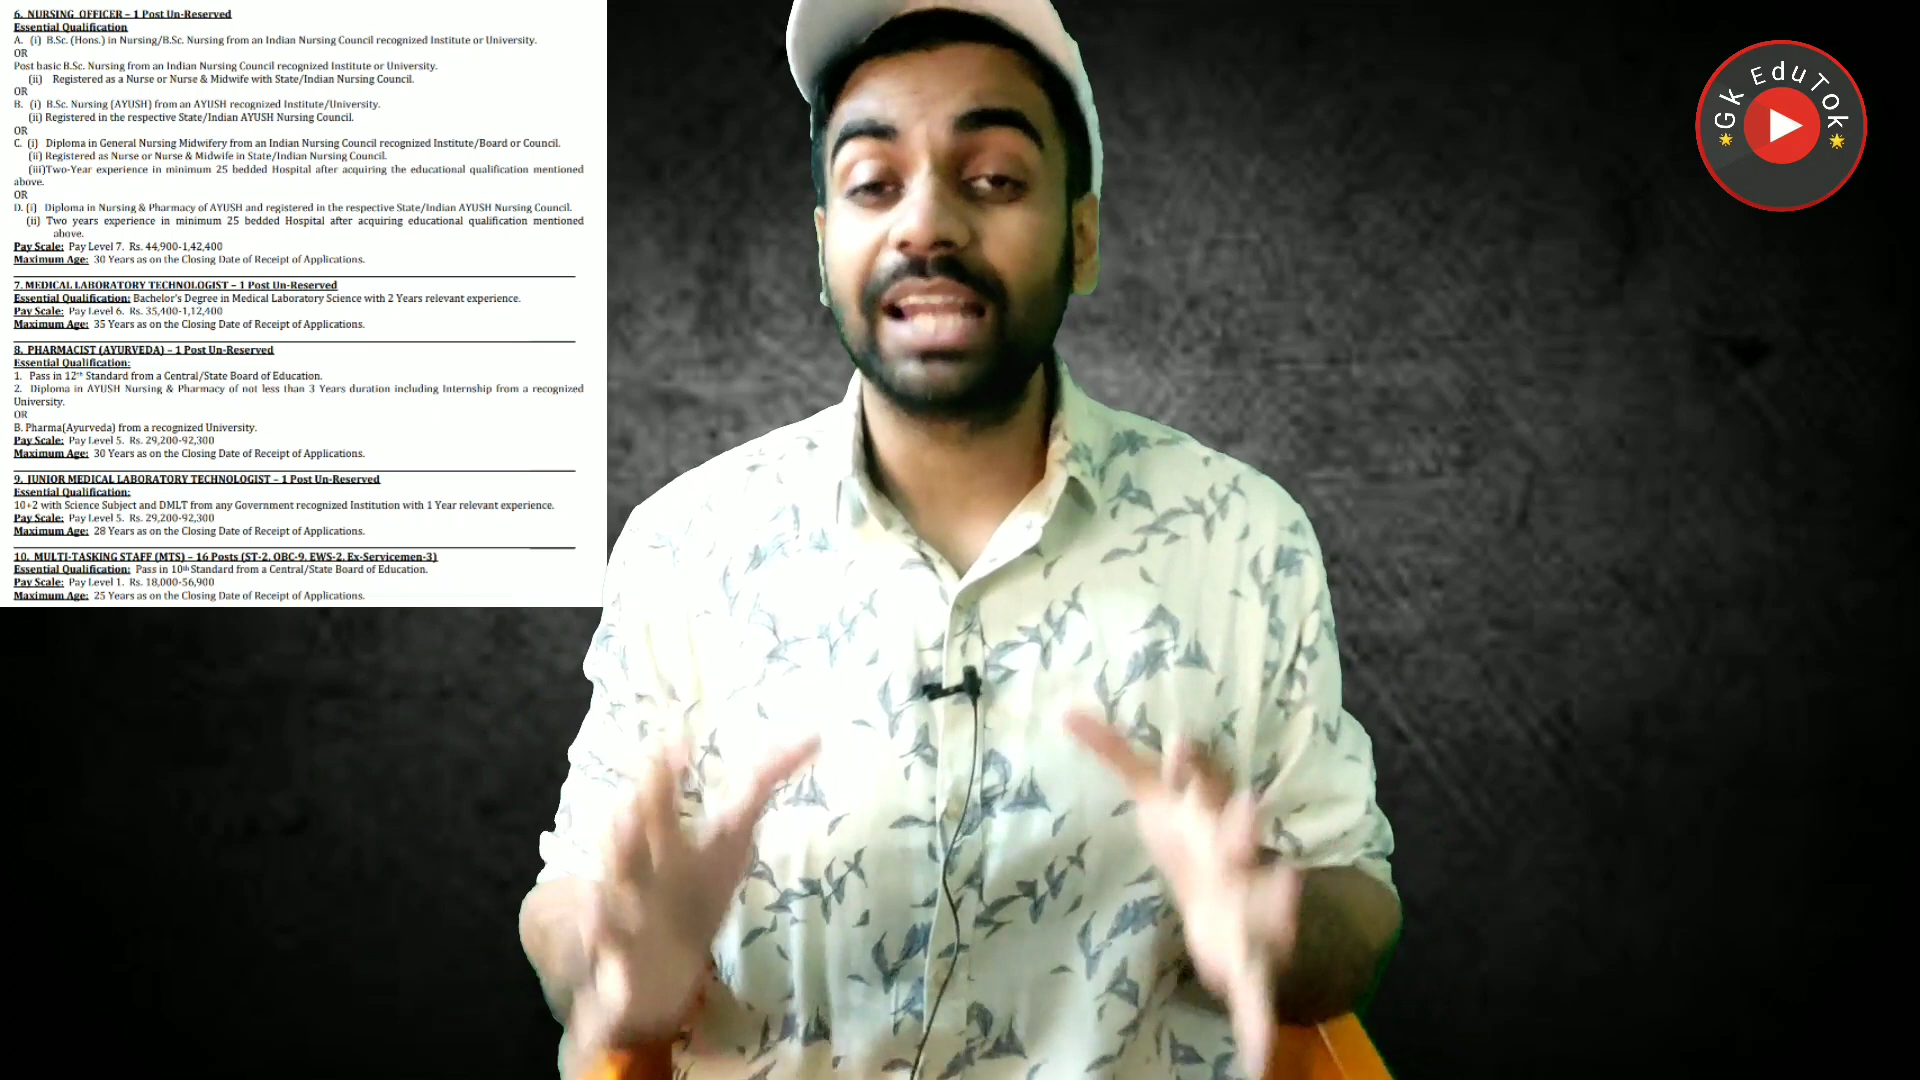 6. NURSING OFFICER – 1 Post Un-Reserved
Essential Qualification
A. (i) B.Sc. (Hons.) in Nursing/B.Sc. Nursing from an Indian Nursing Council recognized Institute or University.
OR
Post basic B.Sc. Nursing from an Indian Nursing Council recognized Institute or University.
(ii) Registered as a Nurse or Nurse & Midwife with State/Indian Nursing Council.
OR
B. (i) B.Sc. Nursing (AYUSH) from an AYUSH recognized Institute/University.
(ii) Registered in the respective State/Indian AYUSH Nursing Council.
OR
C. (i) Diploma in General Nursing Midwifery from an Indian Nursing Council recognized Institute/Board or Council.
(ii) Registered as Nurse or Nurse & Midwife in State/Indian Nursing Council.
(iii)Two-Year experience in minimum 25 bedded Hospital after acquiring the educational qualification mentioned
above.
OR
D. (i) Diploma in Nursing & Pharmacy of AYUSH and registered in the respective State/Indian AYUSH Nursing Council.
(ii) Two years experience in minimum 25 bedded Hospital after acquiring educational qualification mentioned
above.
Pay Scale: Pay Level 7. Rs. 44,900-1,42,400
Maximum Age: 30 Years as on the Closing Date of Receipt of Applications.
7. MEDICAL LABORATORY TECHNOLOGIST – 1 Post Un-Reserved
Essential Qualification: Bachelor's Degree in Medical Laboratory Science with 2 Years relevant experience.
Pay Scale: Pay Level 6. Rs. 35,400-1,12,400
Maximum Age: 35 Years as on the Closing Date of Receipt of Applications.
8. PHARMACIST (AYURVEDA) – 1 Post Un-Reserved
Essential Qualification:
1. Pass in 12th Standard from a Central/State Board of Education.
2. Diploma in AYUSH Nursing & Pharmacy of not less than 3 Years duration including Internship from a recognized
University.
OR
B. Pharma(Ayurveda) from a recognized University.
Pay Scale: Pay Level 5. Rs. 29,200-92,300
Maximum Age: 30 Years as on the Closing Date of Receipt of Applications.
9. JUNIOR MEDICAL LABORATORY TECHNOLOGIST – 1 Post Un-Reserved
Essential Qualification:
10+2 with Science Subject and DMLT from any Government recognized Institution with 1 Year relevant experience.
Pay Scale: Pay Level 5. Rs. 29,200-92,300
Maximum Age: 28 Years as on the Closing Date of Receipt of Applications.
10. MULTI-TASKING STAFF (MTS) – 16 Posts (ST-2, OBC-9, EWS-2, Ex-Servicemen-3)
Essential Qualification: Pass in 10th Standard from a Central/State Board of Education.
Pay Scale: Pay Level 1. Rs. 18,000-56,900
Maximum Age: 25 Years as on the Closing Date of Receipt of Applications.
Gk EduTok